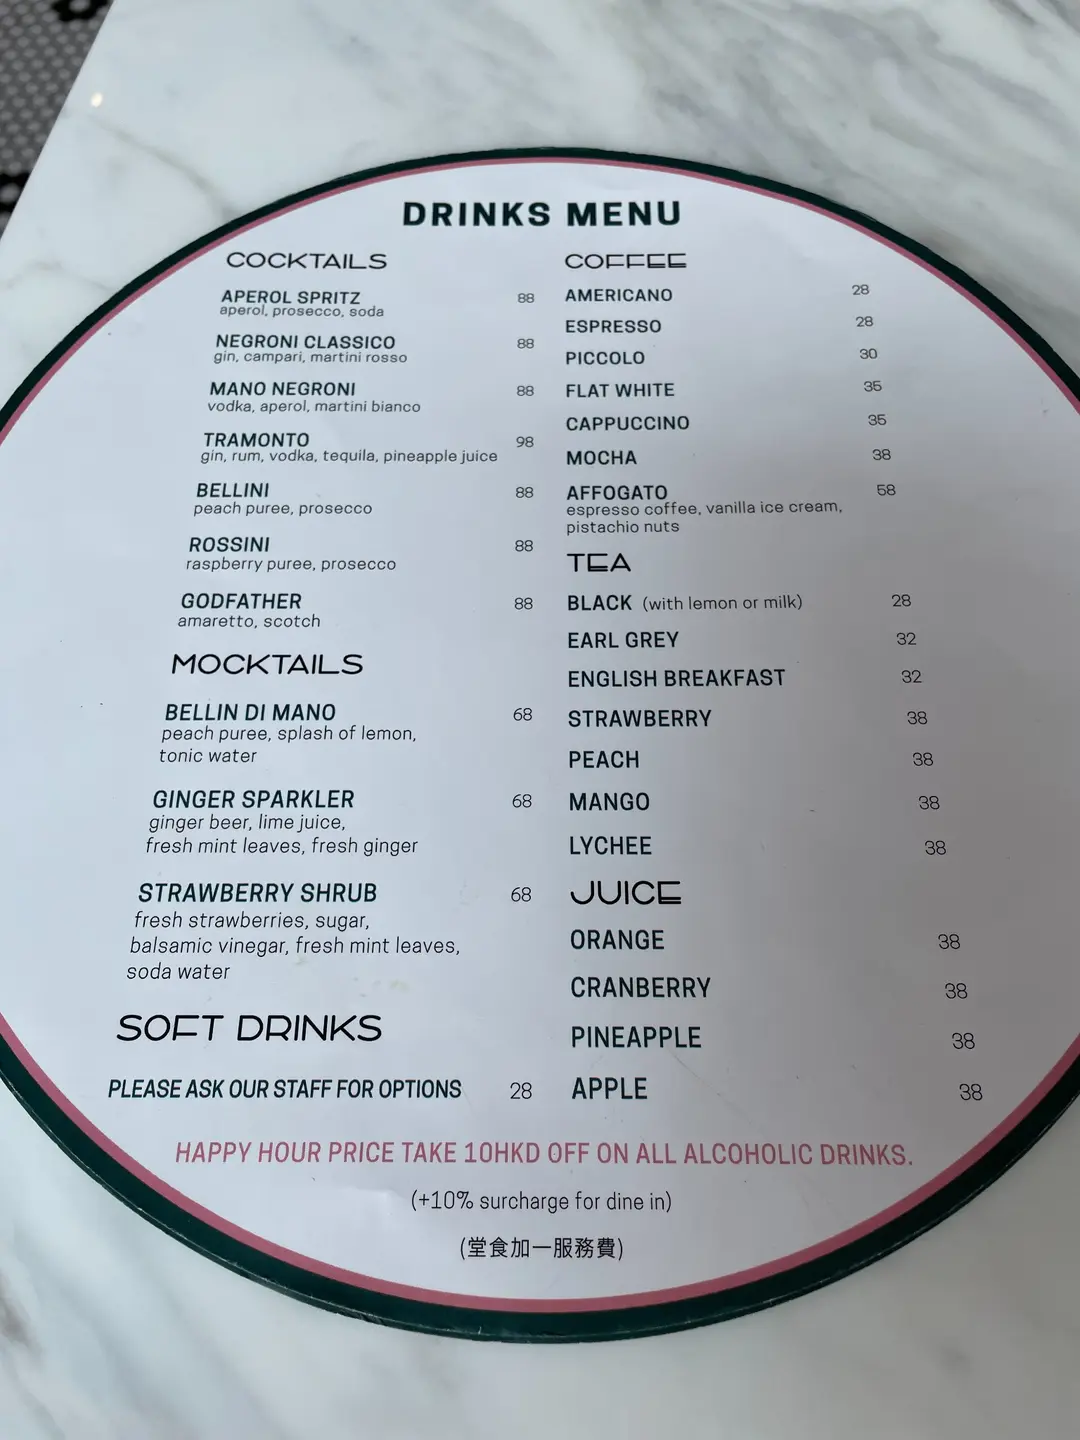 DRINKS MENU
COCKTAILS
APEROL SPRITZ 88
aperol, prosecco, soda
NEGRONI CLASSICO 88
gin, campari, martini rosso
MANO NEGRONI 88
vodka, aperol, martini bianco
TRAMONTO 98
gin, rum, vodka, tequila, pineapple juice
BELLINI 88
peach puree, prosecco
ROSSINI 88
raspberry puree, prosecco
GODFATHER 88
amaretto, scotch
MOCKTAILS
BELLIN DI MANO 68
peach puree, splash of lemon,
tonic water
GINGER SPARKLER 68
ginger beer, lime juice,
fresh mint leaves, fresh ginger
STRAWBERRY SHRUB 68
fresh strawberries, sugar,
balsamic vinegar, fresh mint leaves,
soda water
SOFT DRINKS
PLEASE ASK OUR STAFF FOR OPTIONS 28
COFFEE
AMERICANO 28
ESPRESSO 28
PICCOLO 30
FLAT WHITE 35
CAPPUCCINO 35
MOCHA 38
AFFOGATO 58
espresso coffee, vanilla ice cream,
pistachio nuts
TEA
BLACK (with lemon or milk) 28
EARL GREY 32
ENGLISH BREAKFAST 32
STRAWBERRY 38
PEACH 38
MANGO 38
LYCHEE 38
JUICE
ORANGE 38
CRANBERRY 38
PINEAPPLE 38
APPLE 38
HAPPY HOUR PRICE TAKE 10HKD OFF ON ALL ALCOHOLIC DRINKS.
(+10% surcharge for dine in)
(堂食加一服務費)